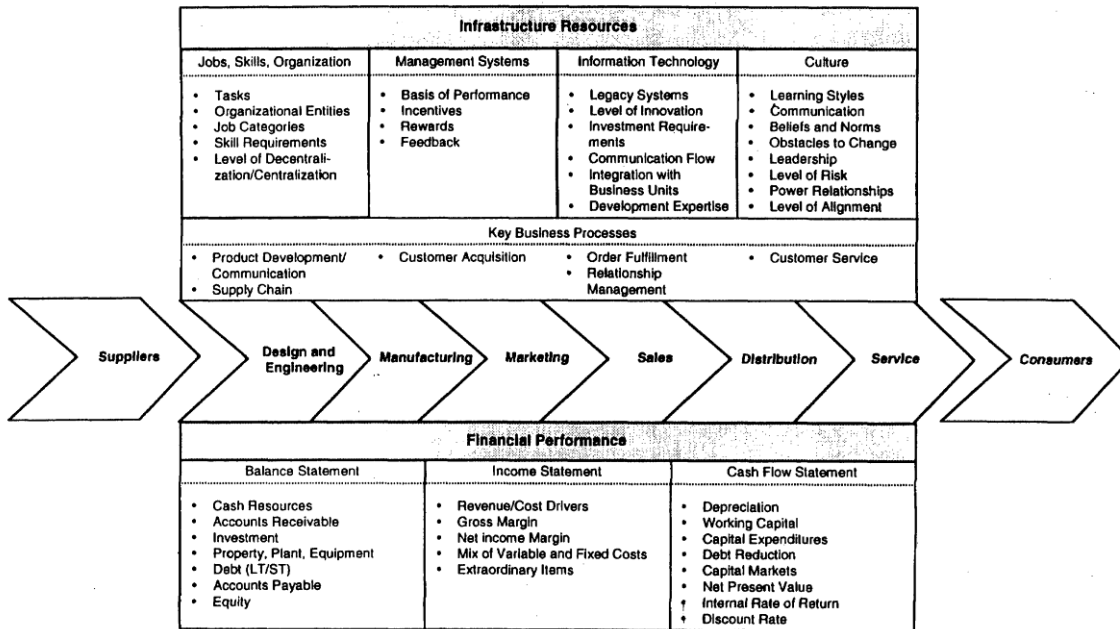 Infrastructure Resources
Jobs, Skills, Organization
• Tasks
• Organizational Entities
• Job Categories
• Skill Requirements
• Level of Decentrali-
zation/Centralization
Management Systems
• Basis of Performance
• Incentives
• Rewards
• Feedback
Information Technology
• Legacy Systems
• Level of Innovation
• Investment Require-
ments
• Communication Flow
• Integration with
Business Units
• Development Expertise
Culture
• Learning Styles
• Communication
• Beliefs and Norms
• Obstacles to Change
• Leadership
• Level of Risk
• Power Relationships
• Level of Alignment
Key Business Processes
• Product Development/
Communication
• Supply Chain
• Customer Acquisition
• Order Fulfillment
• Relationship
Management
• Customer Service
Suppliers
Design and
Engineering
Manufacturing
Marketing
Sales
Distribution
Service
Consumers
Financial Performance
Balance Statement
• Cash Resources
• Accounts Receivable
• Investment
• Property, Plant, Equipment
• Debt (LT/ST)
• Accounts Payable
• Equity
Income Statement
• Revenue/Cost Drivers
• Gross Margin
• Net income Margin
• Mix of Variable and Fixed Costs
• Extraordinary Items
Cash Flow Statement
• Depreciation
• Working Capital
• Capital Expenditures
• Debt Reduction
• Capital Markets
• Net Present Value
• Internal Rate of Return
• Discount Rate